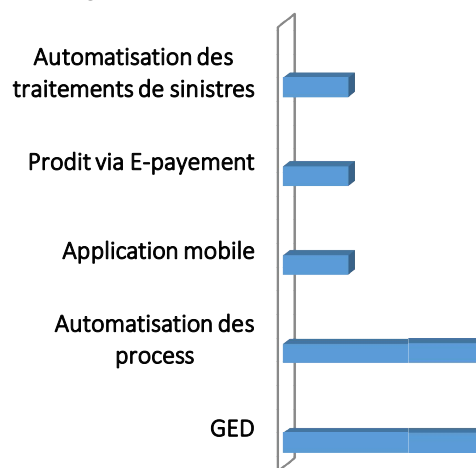 Automatisation des
traitements de sinistres
Prodit via E-payement
Application mobile
Automatisation des
process
GED